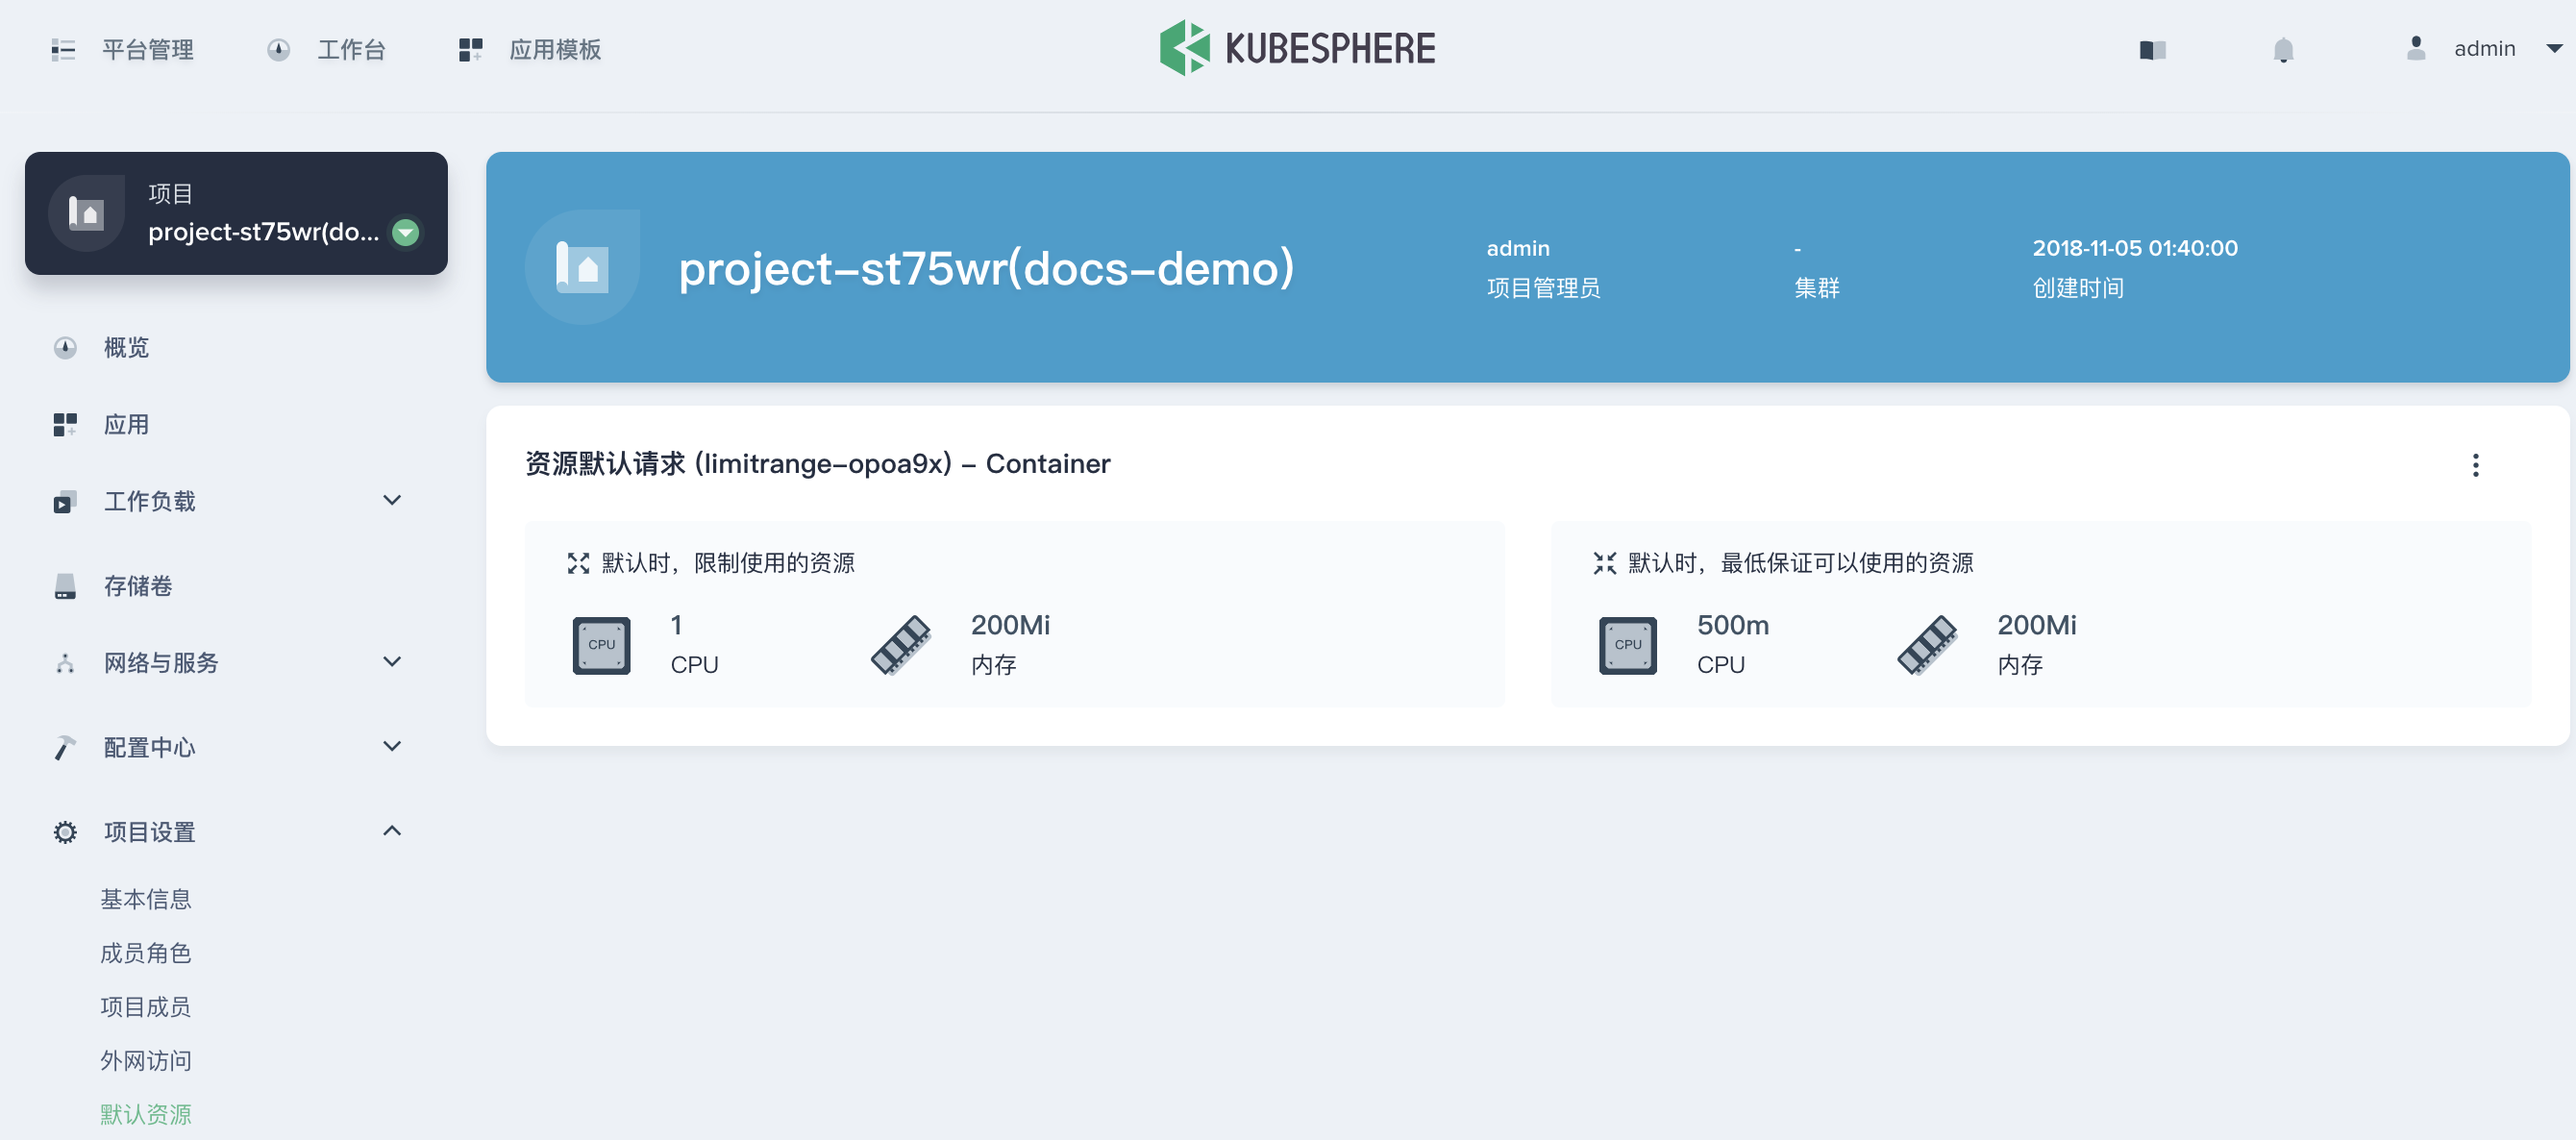 平台管理
工作台
应用模板
KUBESPHERE
admin
项目
project-st75wr(do...
概览
应用
工作负载
存储卷
网络与服务
配置中心
项目设置
基本信息
成员角色
项目成员
外网访问
默认资源
project-st75wr(docs-demo)
admin
项目管理员
-
集群
2018-11-05 01:40:00
创建时间
资源默认请求 (limitrange-opoa9x) - Container
默认时，限制使用的资源
CPU
1
CPU
200Mi
内存
默认时，最低保证可以使用的资源
CPU
500m
CPU
200Mi
内存